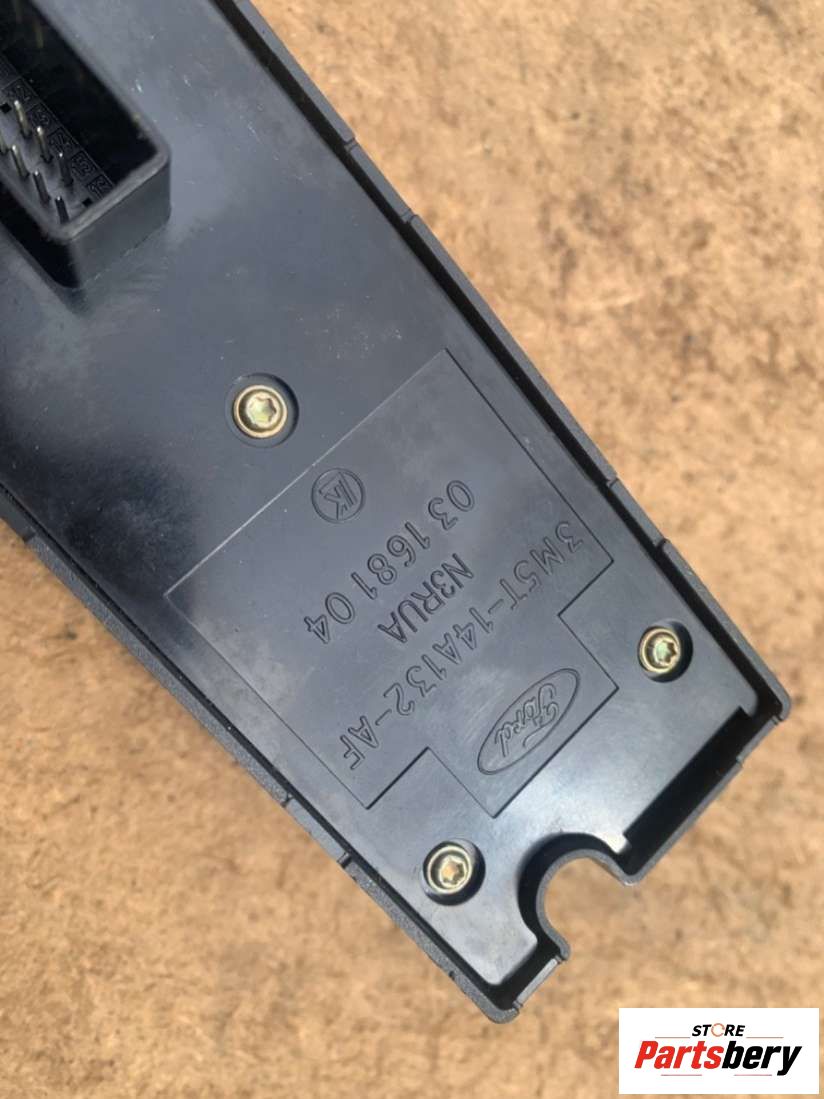 Ford
3M5T-14A132-AF
N3RUA
03 1681 04
K
STORE
Partsbery